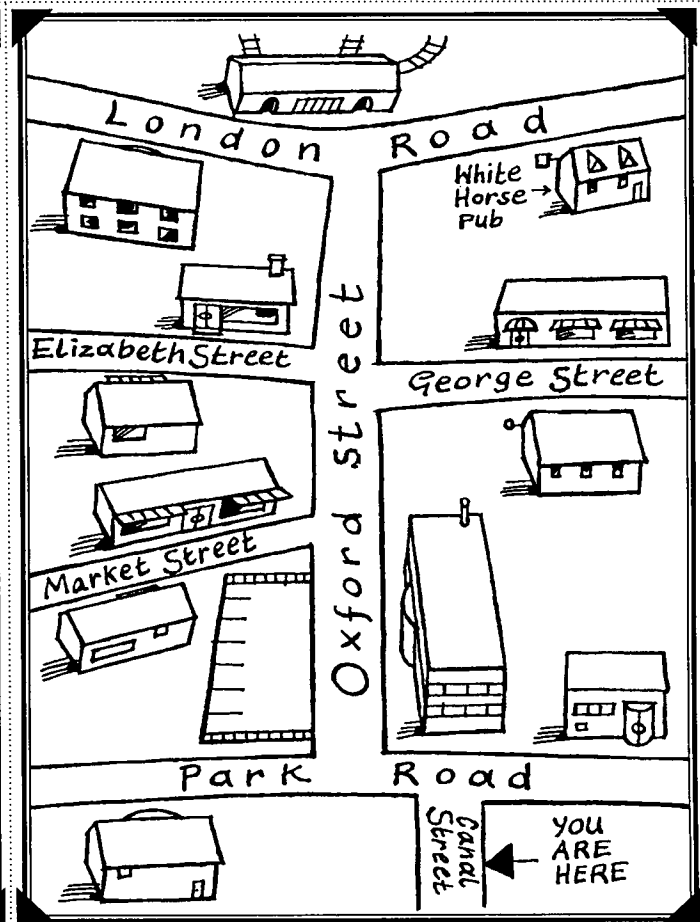 London Road
White
Horse
Pub
Elizabeth Street
George Street
Oxford street
Market Street
Park Road
Canal
Street
YOU
ARE
HERE